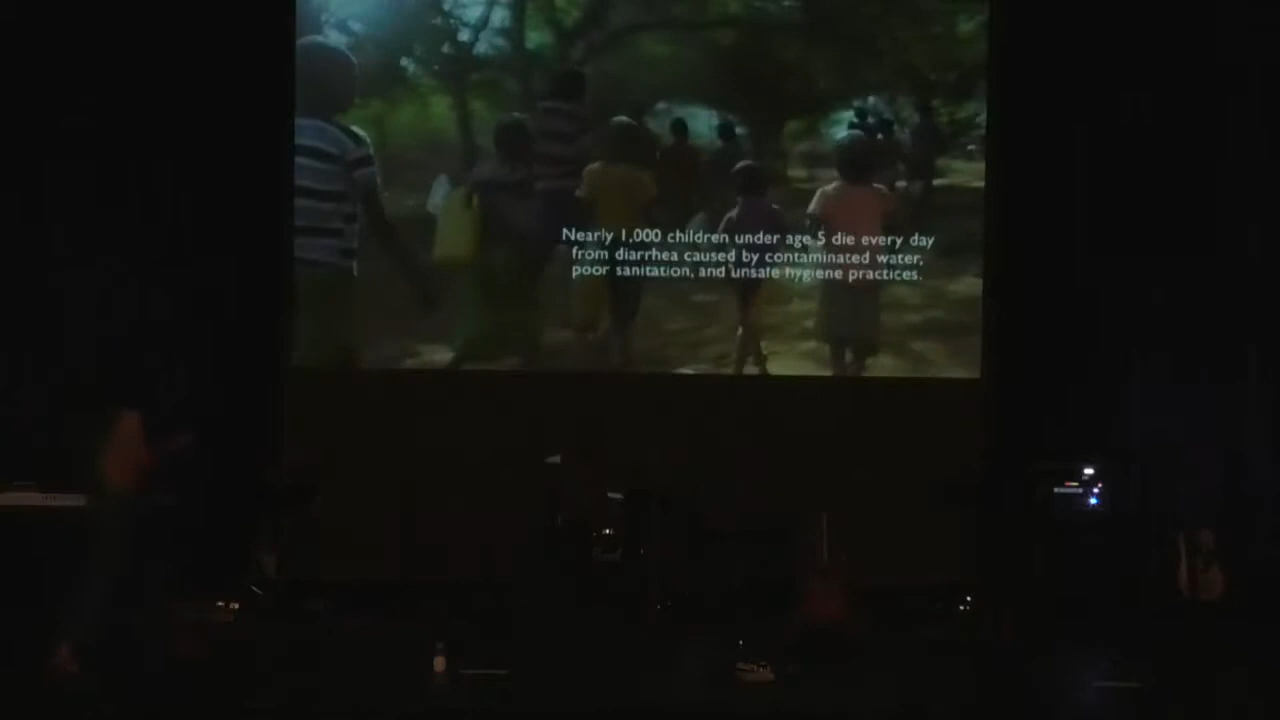 Nearly 1,000 children under age 5 die every day
from diarrhea caused by contaminated water,
poor sanitation, and unsafe hygiene practices.